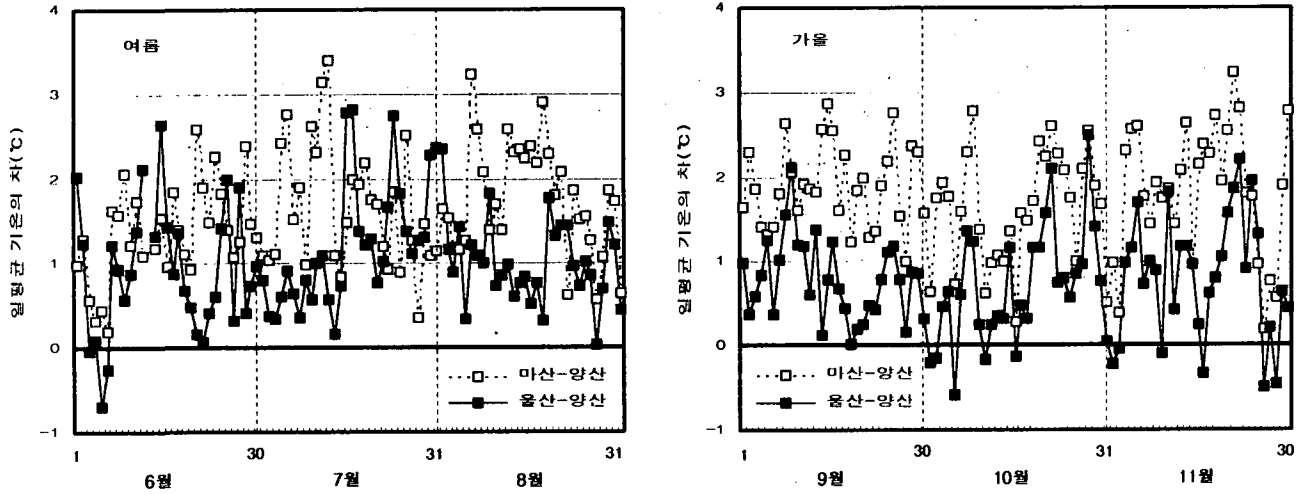 여름
일평균 기온의 차(℃)
4
3
2
1
0
-1
마산-양산
울산-양산
1 30 31 31
6월 7월 8월
가을
일평균 기온의 차(℃)
4
3
2
1
0
-1
마산-양산
울산-양산
1 30 31 30
9월 10월 11월